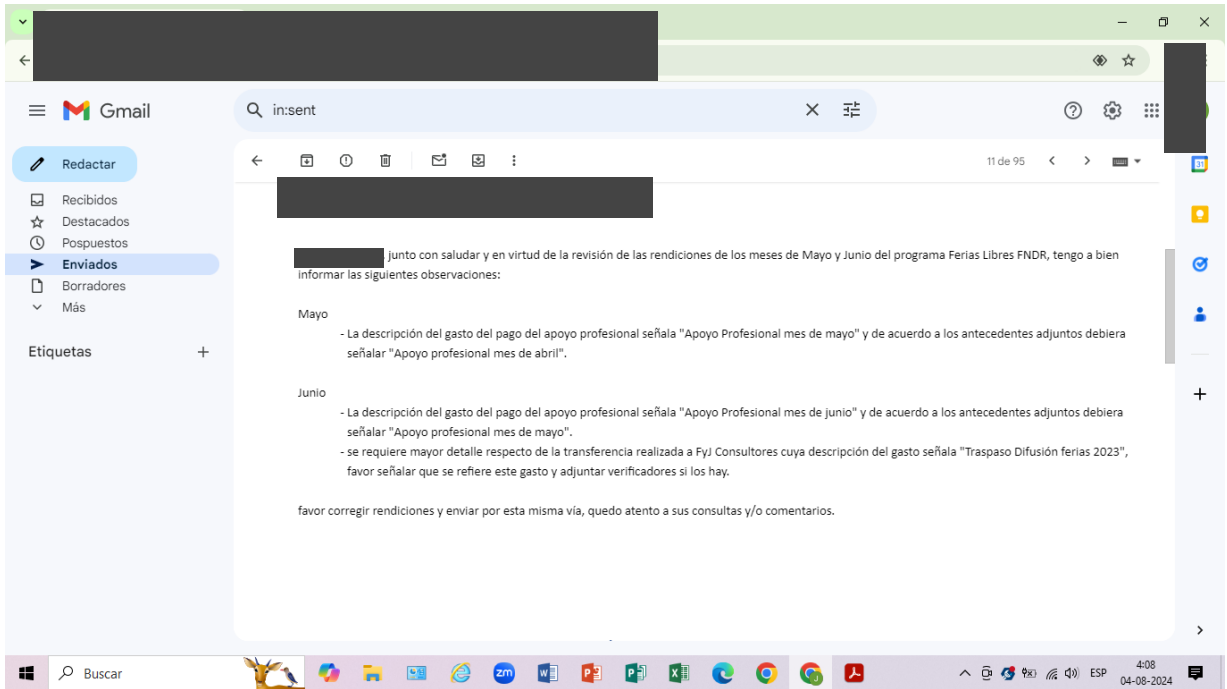 Gmail
in:sent
Redactar
11 de 95
Recibidos
Destacados
Pospuestos
Enviados
Borradores
Más
Etiquetas
31
, junto con saludar y en virtud de la revisión de las rendiciones de los meses de Mayo y Junio del programa Ferias Libres FNDR, tengo a bien
informar las siguientes observaciones:
Mayo
- La descripción del gasto del pago del apoyo profesional señala "Apoyo Profesional mes de mayo" y de acuerdo a los antecedentes adjuntos debiera
señalar "Apoyo profesional mes de abril".
Junio
- La descripción del gasto del pago del apoyo profesional señala "Apoyo Profesional mes de junio" y de acuerdo a los antecedentes adjuntos debiera
señalar "Apoyo profesional mes de mayo".
- se requiere mayor detalle respecto de la transferencia realizada a FyJ Consultores cuya descripción del gasto señala "Traspaso Difusión ferias 2023",
favor señalar que se refiere este gasto y adjuntar verificadores si los hay.
favor corregir rendiciones y enviar por esta misma vía, quedo atento a sus consultas y/o comentarios.
Buscar
zm
ESP
4:08
04-08-2024